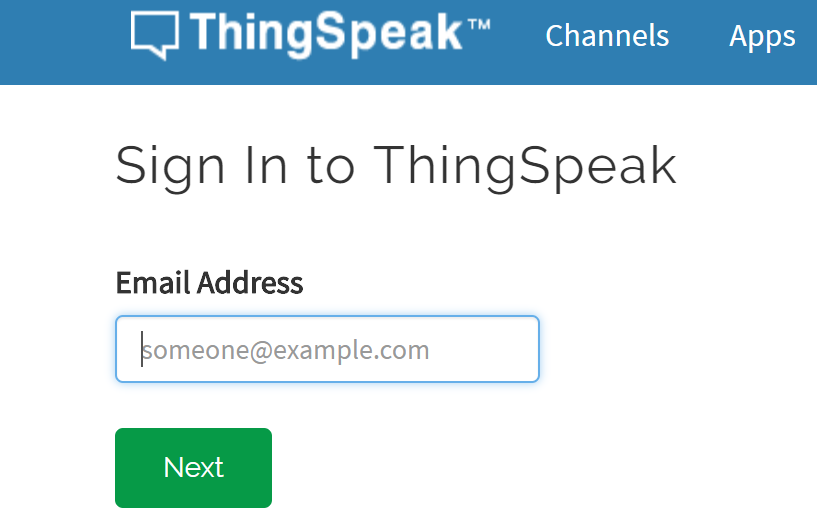 ThingSpeak™ Channels Apps
Sign In to ThingSpeak
Email Address
someone@example.com
Next